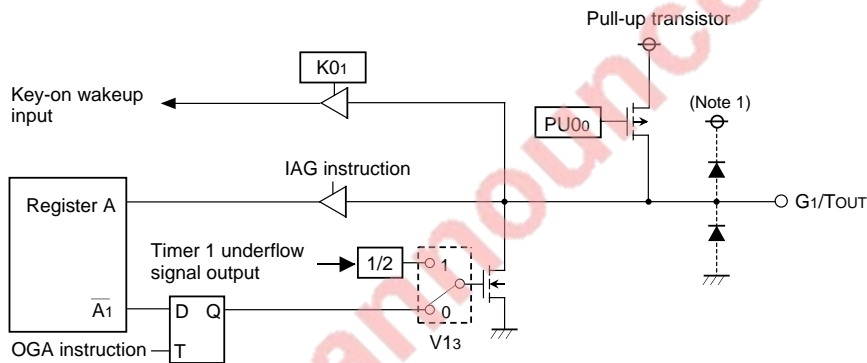 Pull-up transistor
K01
Key-on wakeup
input
(Note 1)
PU00
IAG instruction
Register A
G1/TOUT
Timer 1 underflow
signal output
1/2
1
0
V13
A1
D Q
T
OGA instruction
announce